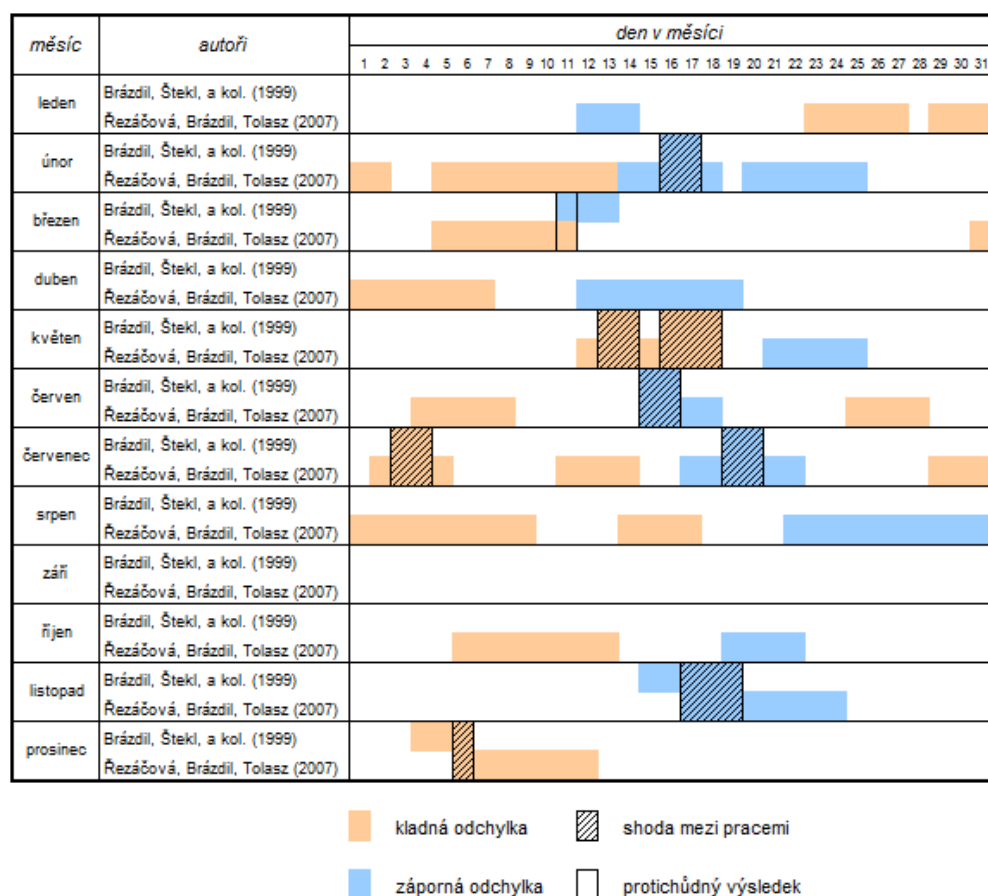 měsíc autoři den v měsíci
1 2 3 4 5 6 7 8 9 10 11 12 13 14 15 16 17 18 19 20 21 22 23 24 25 26 27 28 29 30 31
leden
Brázdil, Štekl, a kol. (1999)
Řezáčová, Brázdil, Tolasz (2007)
únor
Brázdil, Štekl, a kol. (1999)
Řezáčová, Brázdil, Tolasz (2007)
březen
Brázdil, Štekl, a kol. (1999)
Řezáčová, Brázdil, Tolasz (2007)
duben
Brázdil, Štekl, a kol. (1999)
Řezáčová, Brázdil, Tolasz (2007)
květen
Brázdil, Štekl, a kol. (1999)
Řezáčová, Brázdil, Tolasz (2007)
červen
Brázdil, Štekl, a kol. (1999)
Řezáčová, Brázdil, Tolasz (2007)
červenec
Brázdil, Štekl, a kol. (1999)
Řezáčová, Brázdil, Tolasz (2007)
srpen
Brázdil, Štekl, a kol. (1999)
Řezáčová, Brázdil, Tolasz (2007)
září
Brázdil, Štekl, a kol. (1999)
Řezáčová, Brázdil, Tolasz (2007)
říjen
Brázdil, Štekl, a kol. (1999)
Řezáčová, Brázdil, Tolasz (2007)
listopad
Brázdil, Štekl, a kol. (1999)
Řezáčová, Brázdil, Tolasz (2007)
prosinec
Brázdil, Štekl, a kol. (1999)
Řezáčová, Brázdil, Tolasz (2007)
kladná odchylka shoda mezi pracemi
záporná odchylka protichůdný výsledek